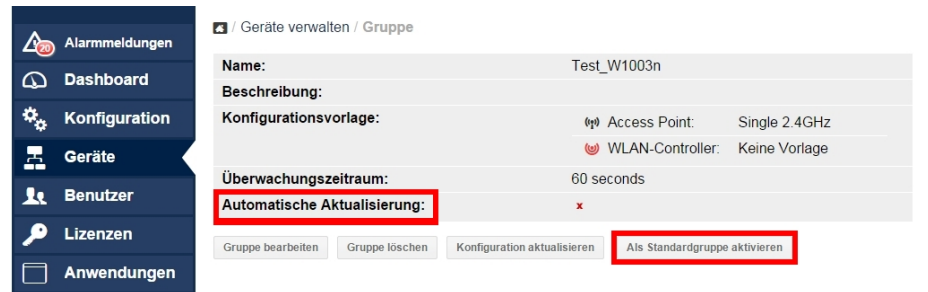 / Geräte verwalten / Gruppe
20 Alarmmeldungen
Dashboard
Konfiguration
Geräte
Benutzer
Lizenzen
Anwendungen
Name: Test_W1003n
Beschreibung:
Konfigurationsvorlage: Access Point: Single 2.4GHz
WLAN-Controller: Keine Vorlage
Überwachungszeitraum: 60 seconds
Automatische Aktualisierung: x
Gruppe bearbeiten Gruppe löschen Konfiguration aktualisieren Als Standardgruppe aktivieren